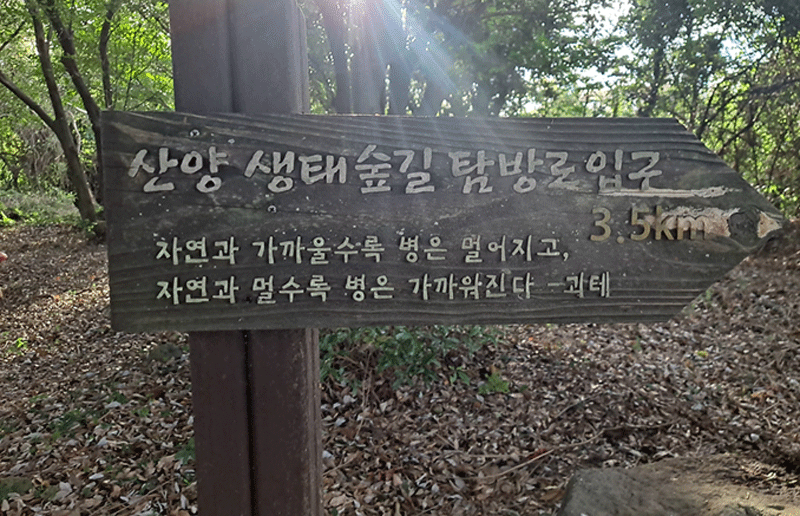 산양 생태숲길 탐방로입구
3.5km
자연과 가까울수록 병은 멀어지고,
자연과 멀수록 병은 가까워진다 -괴테